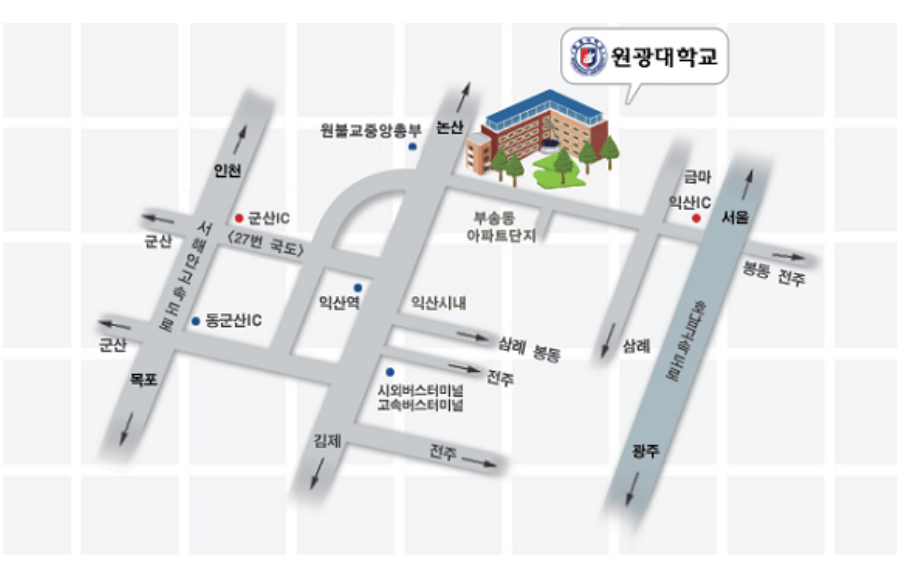 원광대학교
논산
원불교중앙총부
인천
금마
익산IC
서울
군산IC
군산
〈27번 국도〉
서해안고속도로
부송동
아파트단지
봉동 전주
익산역
익산시내
동군산IC
군산
삼례 봉동
삼례
호남고속도로
목포
전주
시외버스터미널
고속버스터미널
김제
전주
광주